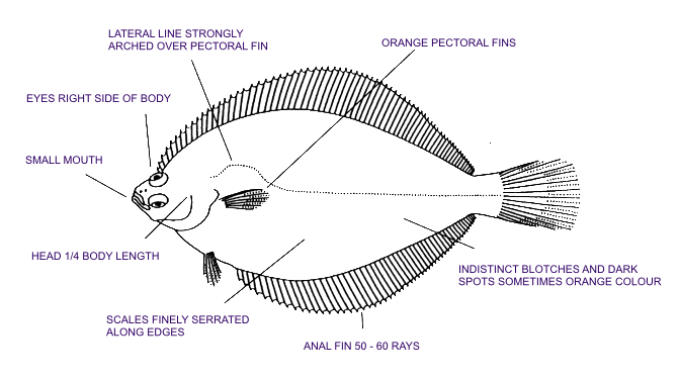 LATERAL LINE STRONGLY
ARCHED OVER PECTORAL FIN
ORANGE PECTORAL FINS
EYES RIGHT SIDE OF BODY
SMALL MOUTH
HEAD 1/4 BODY LENGTH
INDISTINCT BLOTCHES AND DARK
SPOTS SOMETIMES ORANGE COLOUR
SCALES FINELY SERRATED
ALONG EDGES
ANAL FIN 50 - 60 RAYS